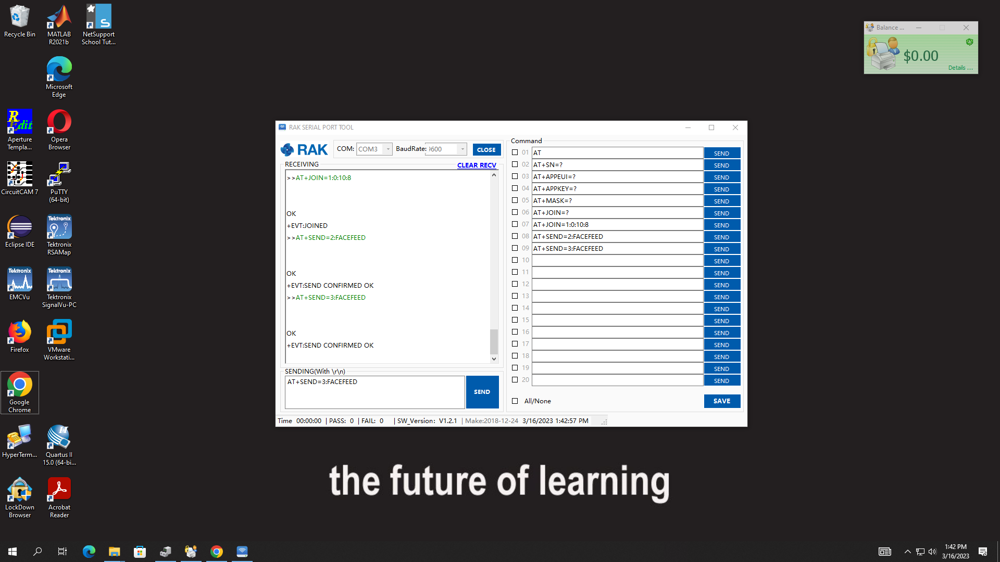 Recycle Bin
MATLAB
R2021b
NetSupport
School Tut...
Microsoft
Edge
Aperture
Templa...
Opera
Browser
CircuitCAM 7
PuTTY
(64-bit)
Eclipse IDE
Tektronix
Tektronix
RSAMap
Tektronix
EMCVu
Tektronix
Tektronix
SignalVu-PC
Firefox
VMware
Workstati...
Google
Chrome
HyperTerm...
Quartus II
15.0 (64-bi...
LockDown
Browser
Acrobat
Reader
Balance ...
$0.00
Details ...
RAK SERIAL PORT TOOL
RAK
COM: COM3 BaudRate: 9600 CLOSE
RECEIVING CLEAR RECV
>>AT+JOIN=1:0:10:8
OK
+EVT:JOINED
>>AT+SEND=2:FACEFEED
OK
+EVT:SEND CONFIRMED OK
>>AT+SEND=3:FACEFEED
OK
+EVT:SEND CONFIRMED OK
SENDING(With \r\n)
AT+SEND=3:FACEFEED
SEND
Command
01 AT SEND
02 AT+SN=? SEND
03 AT+APPEUI=? SEND
04 AT+APPKEY=? SEND
05 AT+MASK=? SEND
06 AT+JOIN=? SEND
07 AT+JOIN=1:0:10:8 SEND
08 AT+SEND=2:FACEFEED SEND
09 AT+SEND=3:FACEFEED SEND
10 SEND
11 SEND
12 SEND
13 SEND
14 SEND
15 SEND
16 SEND
17 SEND
18 SEND
19 SEND
20 SEND
All/None SAVE
Time 00:00:00 | PASS: 0 | FAIL: 0 | SW_Version: V1.2.1 | Make:2018-12-24 3/16/2023 1:42:57 PM
the future of learning
1:42 PM
3/16/2023